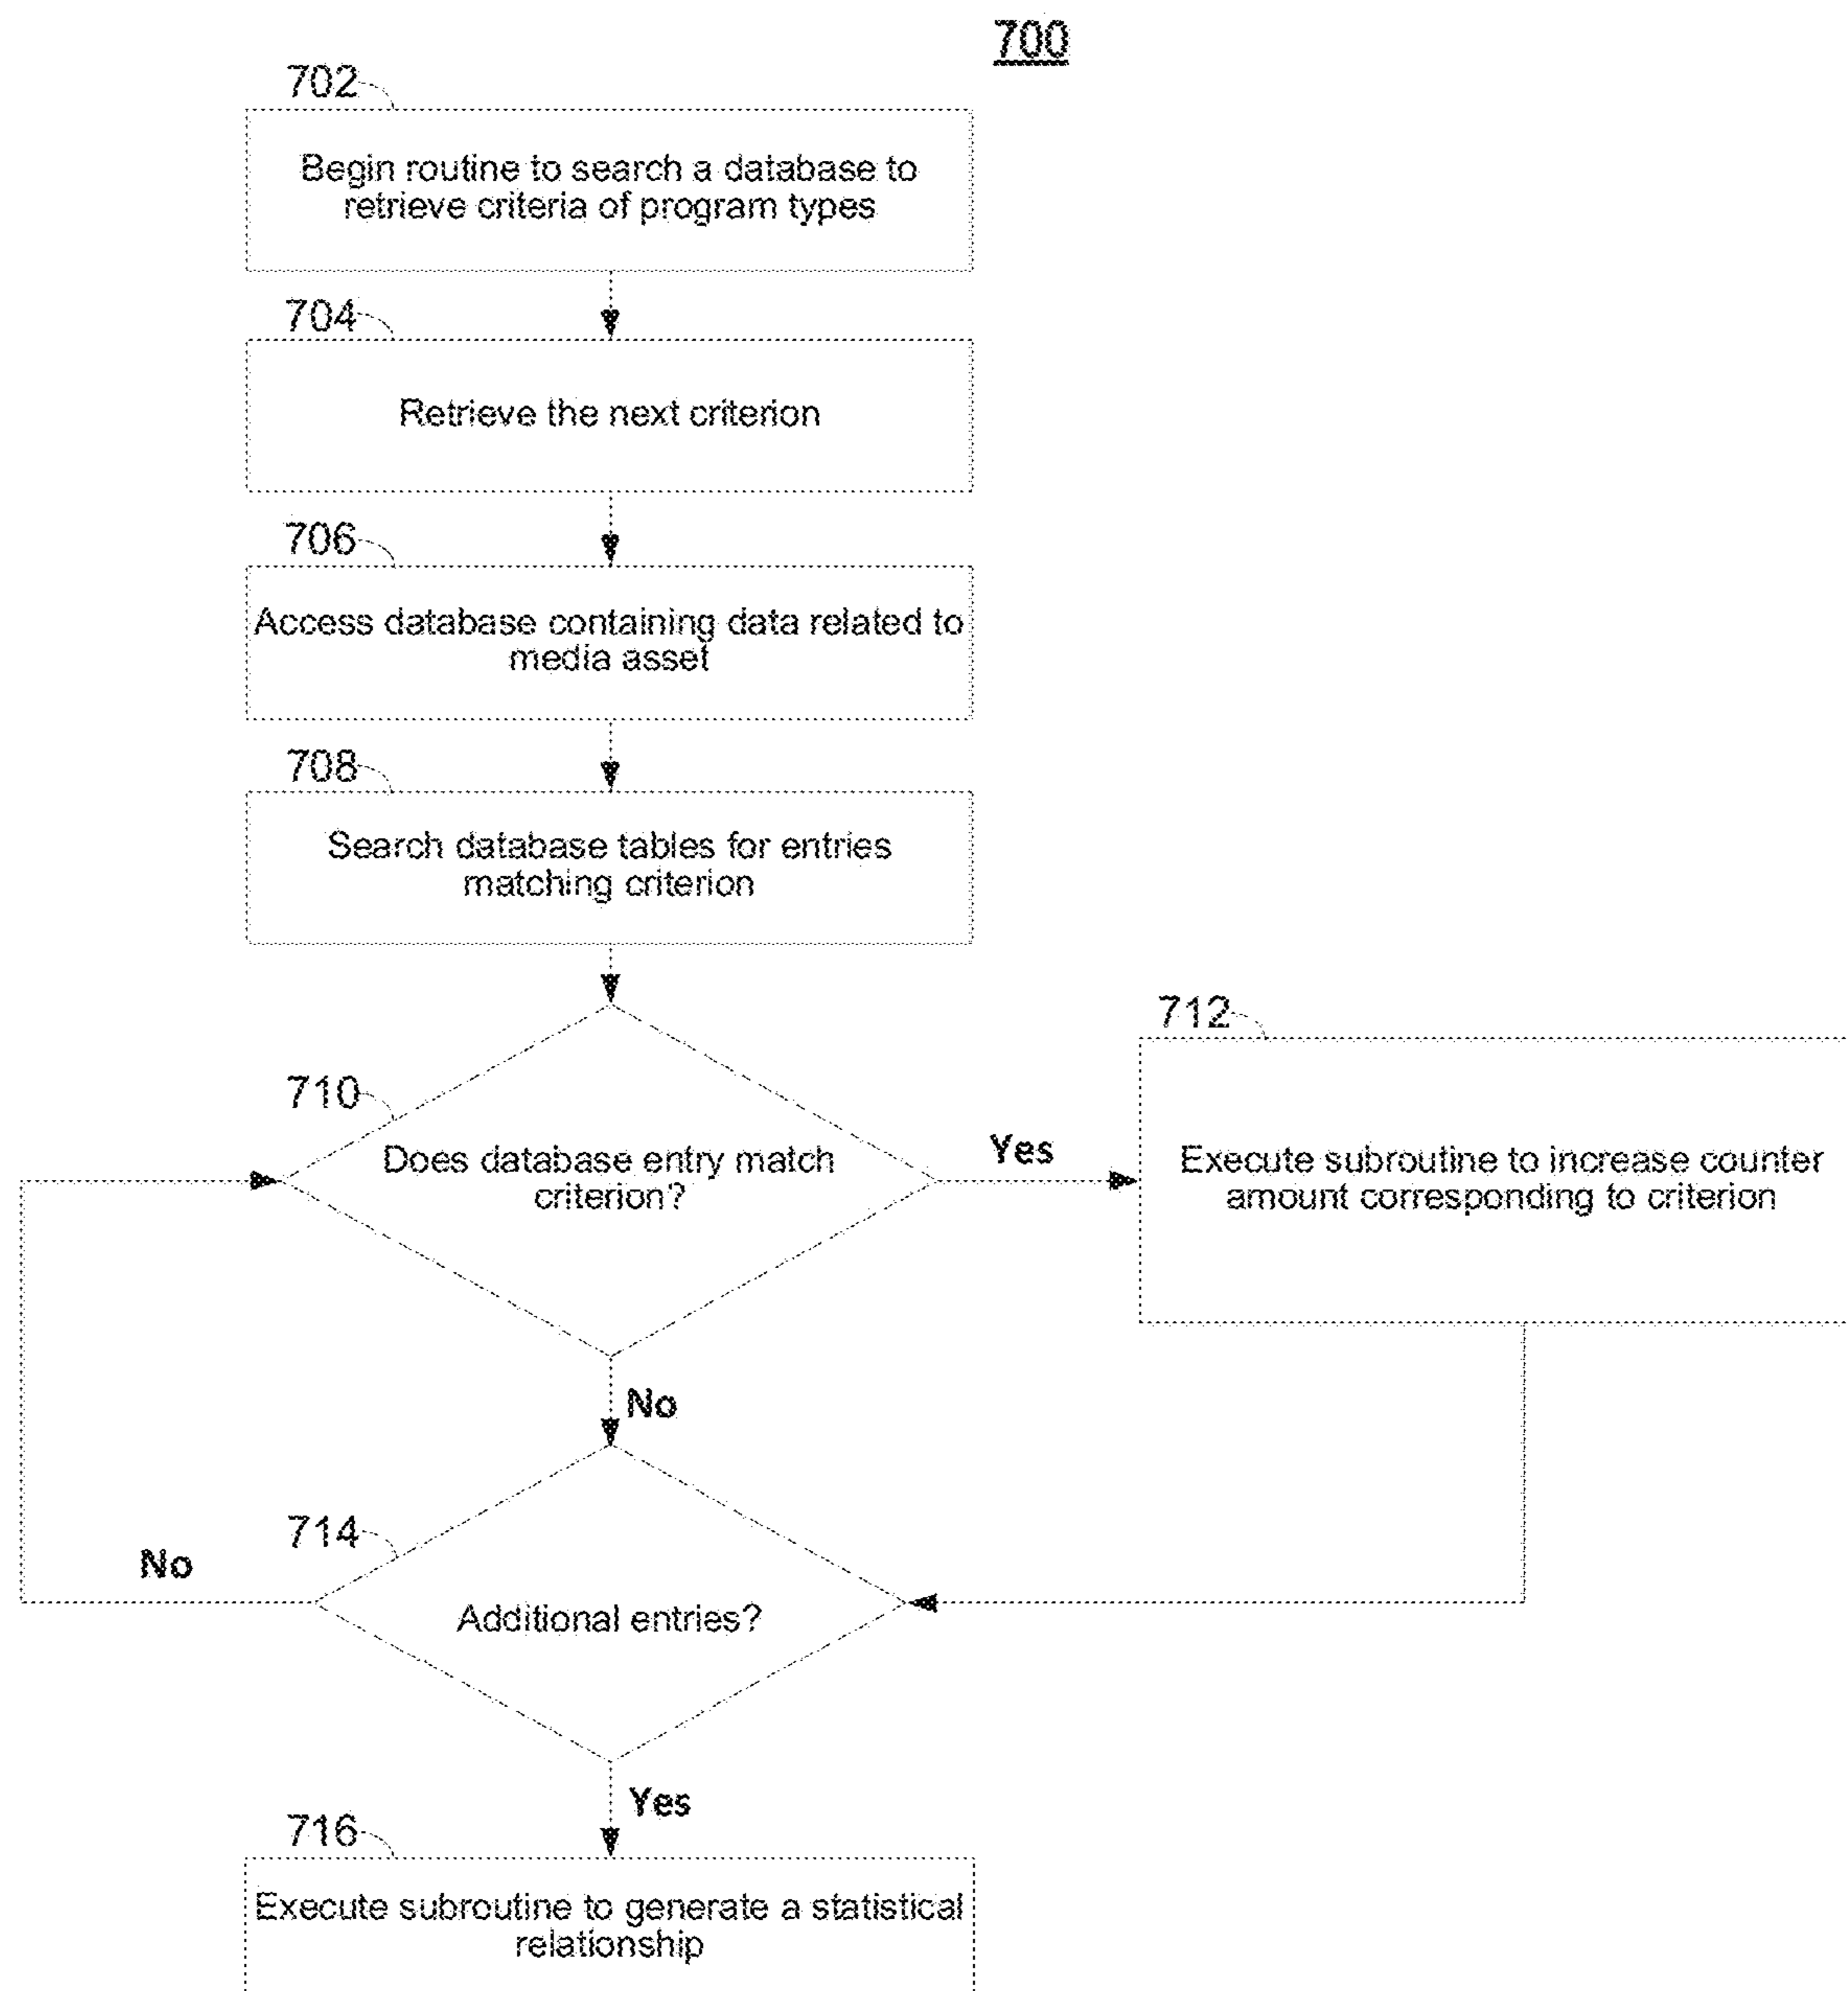 700
702
Begin routine to search a database to
retrieve criteria of program types
704
Retrieve the next criterion
706
Access database containing data related to
media asset
708
Search database tables for entries
matching criterion
710
Does database entry match
criterion?
Yes
712
Execute subroutine to increase counter
amount corresponding to criterion
No
714
No
Additional entries?
Yes
716
Execute subroutine to generate a statistical
relationship